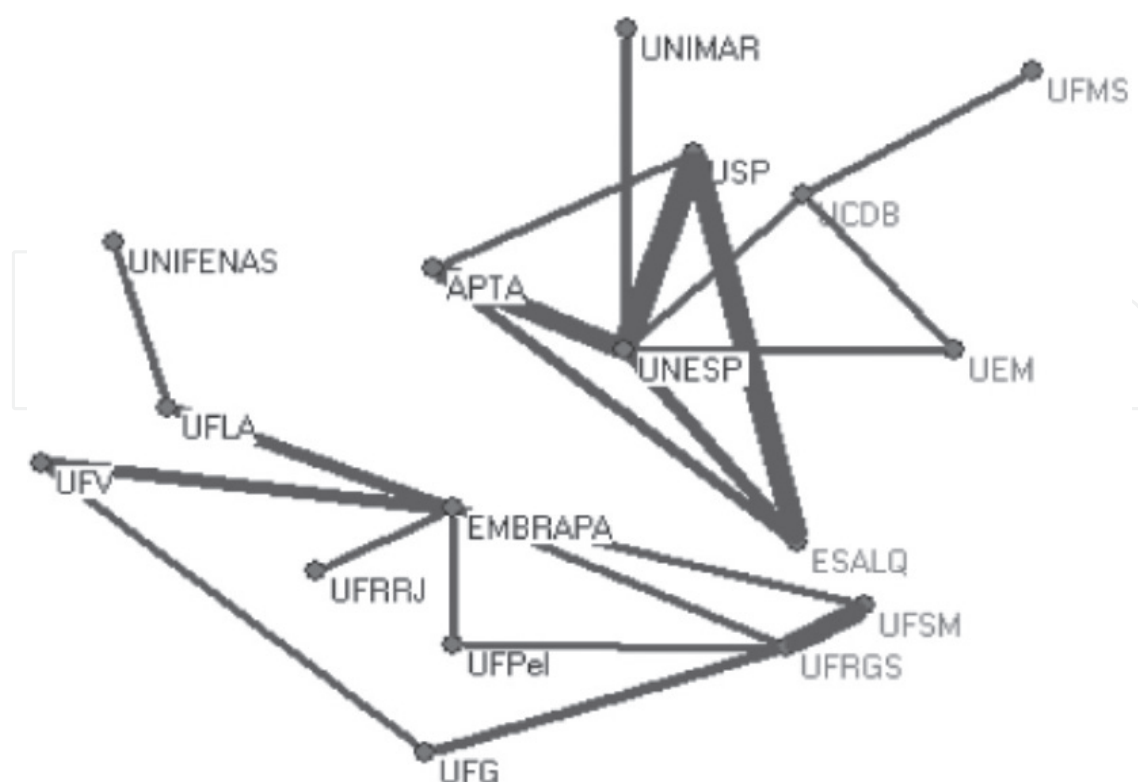 UNIMAR
UFMS
USP
UCDB
UNIFENAS
APTA
UNESP
UEM
UFLA
UFV
EMBRAPA
ESALQ
UFRRJ
UFSM
UFPel
UFRGS
UFG